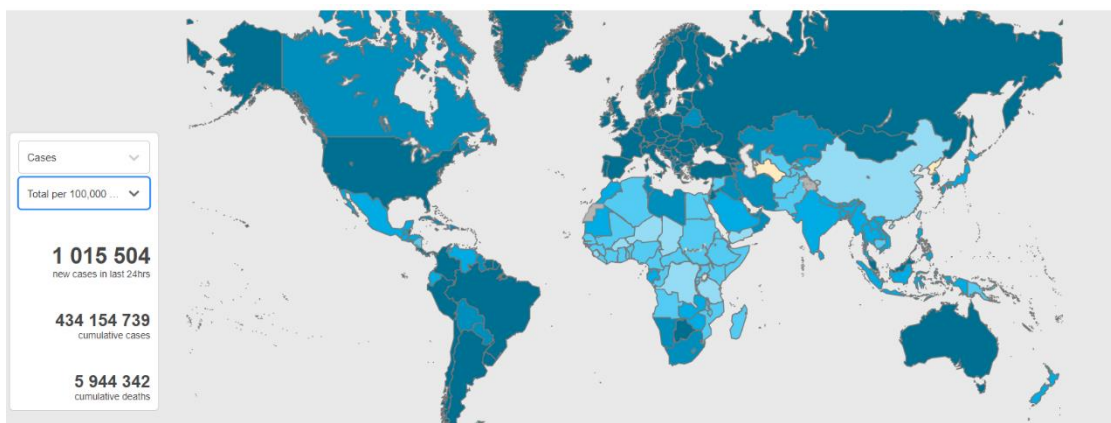 Cases
Total per 100,000 ...
1 015 504
new cases in last 24hrs
434 154 739
cumulative cases
5 944 342
cumulative deaths